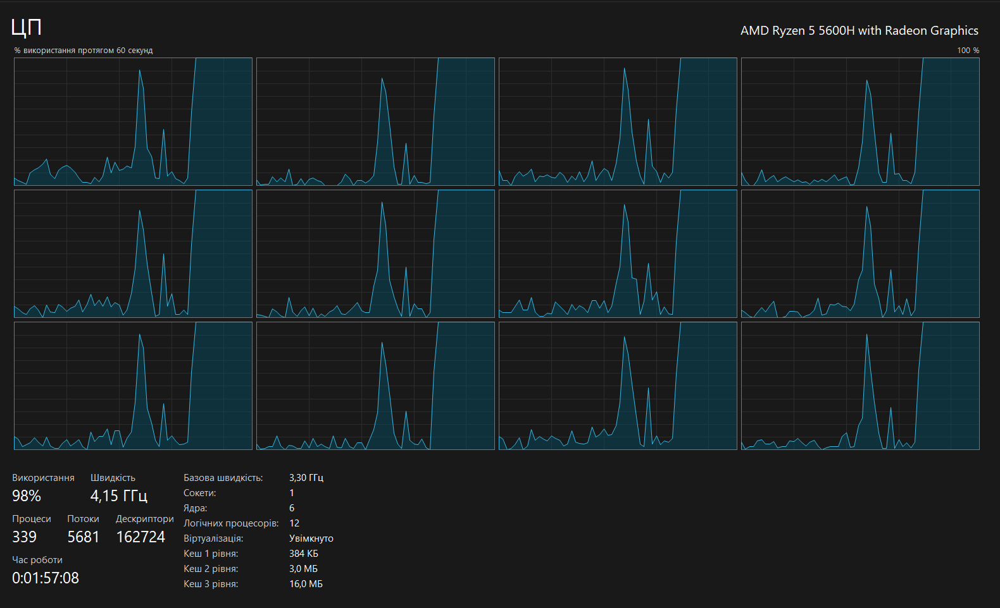 ЦП
AMD Ryzen 5 5600H with Radeon Graphics
% використання протягом 60 секунд
100 %
Використання
Швидкість
98%
4,15 ГГц
Процеси
Потоки
Дескриптори
339
5681
162724
Час роботи
0:01:57:08
Базова швидкість: 3,30 ГГц
Сокети: 1
Ядра: 6
Логічних процесорів: 12
Віртуалізація: Увімкнуто
Кеш 1 рівня: 384 КБ
Кеш 2 рівня: 3,0 МБ
Кеш 3 рівня: 16,0 МБ